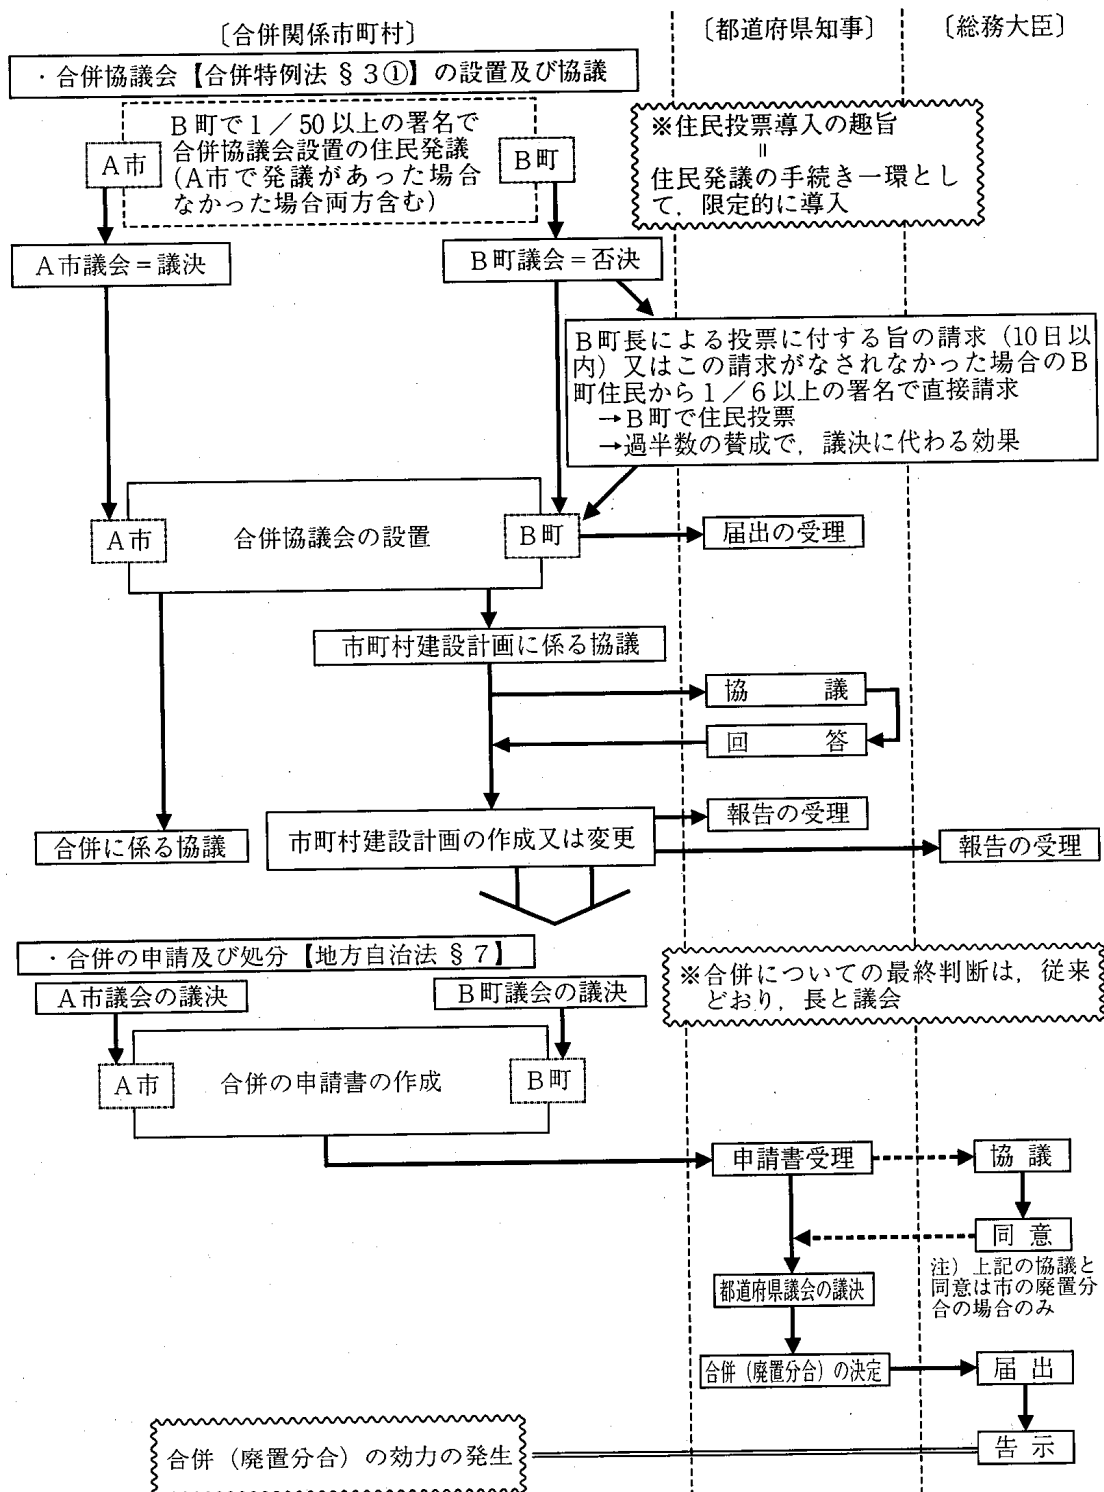 〔合併関係市町村〕
〔都道府県知事〕
〔総務大臣〕
・合併協議会【合併特例法 §3①】の設置及び協議
A市
B町で1／50以上の署名で
合併協議会設置の住民発議
(A市で発議があった場合
なかった場合両方含む)
B町
※住民投票導入の趣旨
＝
住民発議の手続き一環とし
て，限定的に導入
A市議会＝議決
B町議会＝否決
B町長による投票に付する旨の請求（10日以
内）又はこの請求がなされなかった場合のB
町住民から1／6以上の署名で直接請求
→B町で住民投票
→過半数の賛成で，議決に代わる効果
A市
合併協議会の設置
B町
届出の受理
市町村建設計画に係る協議
協　議
回　答
合併に係る協議
市町村建設計画の作成又は変更
報告の受理
報告の受理
・合併の申請及び処分【地方自治法 §7】
A市議会の議決
B町議会の議決
※合併についての最終判断は，従来
どおり，長と議会
A市
合併の申請書の作成
B町
申請書受理
協議
同意
注）上記の協議と
同意は市の廃置分
合の場合のみ
都道府県議会の議決
合併（廃置分合）の決定
届出
告示
合併（廃置分合）の効力の発生